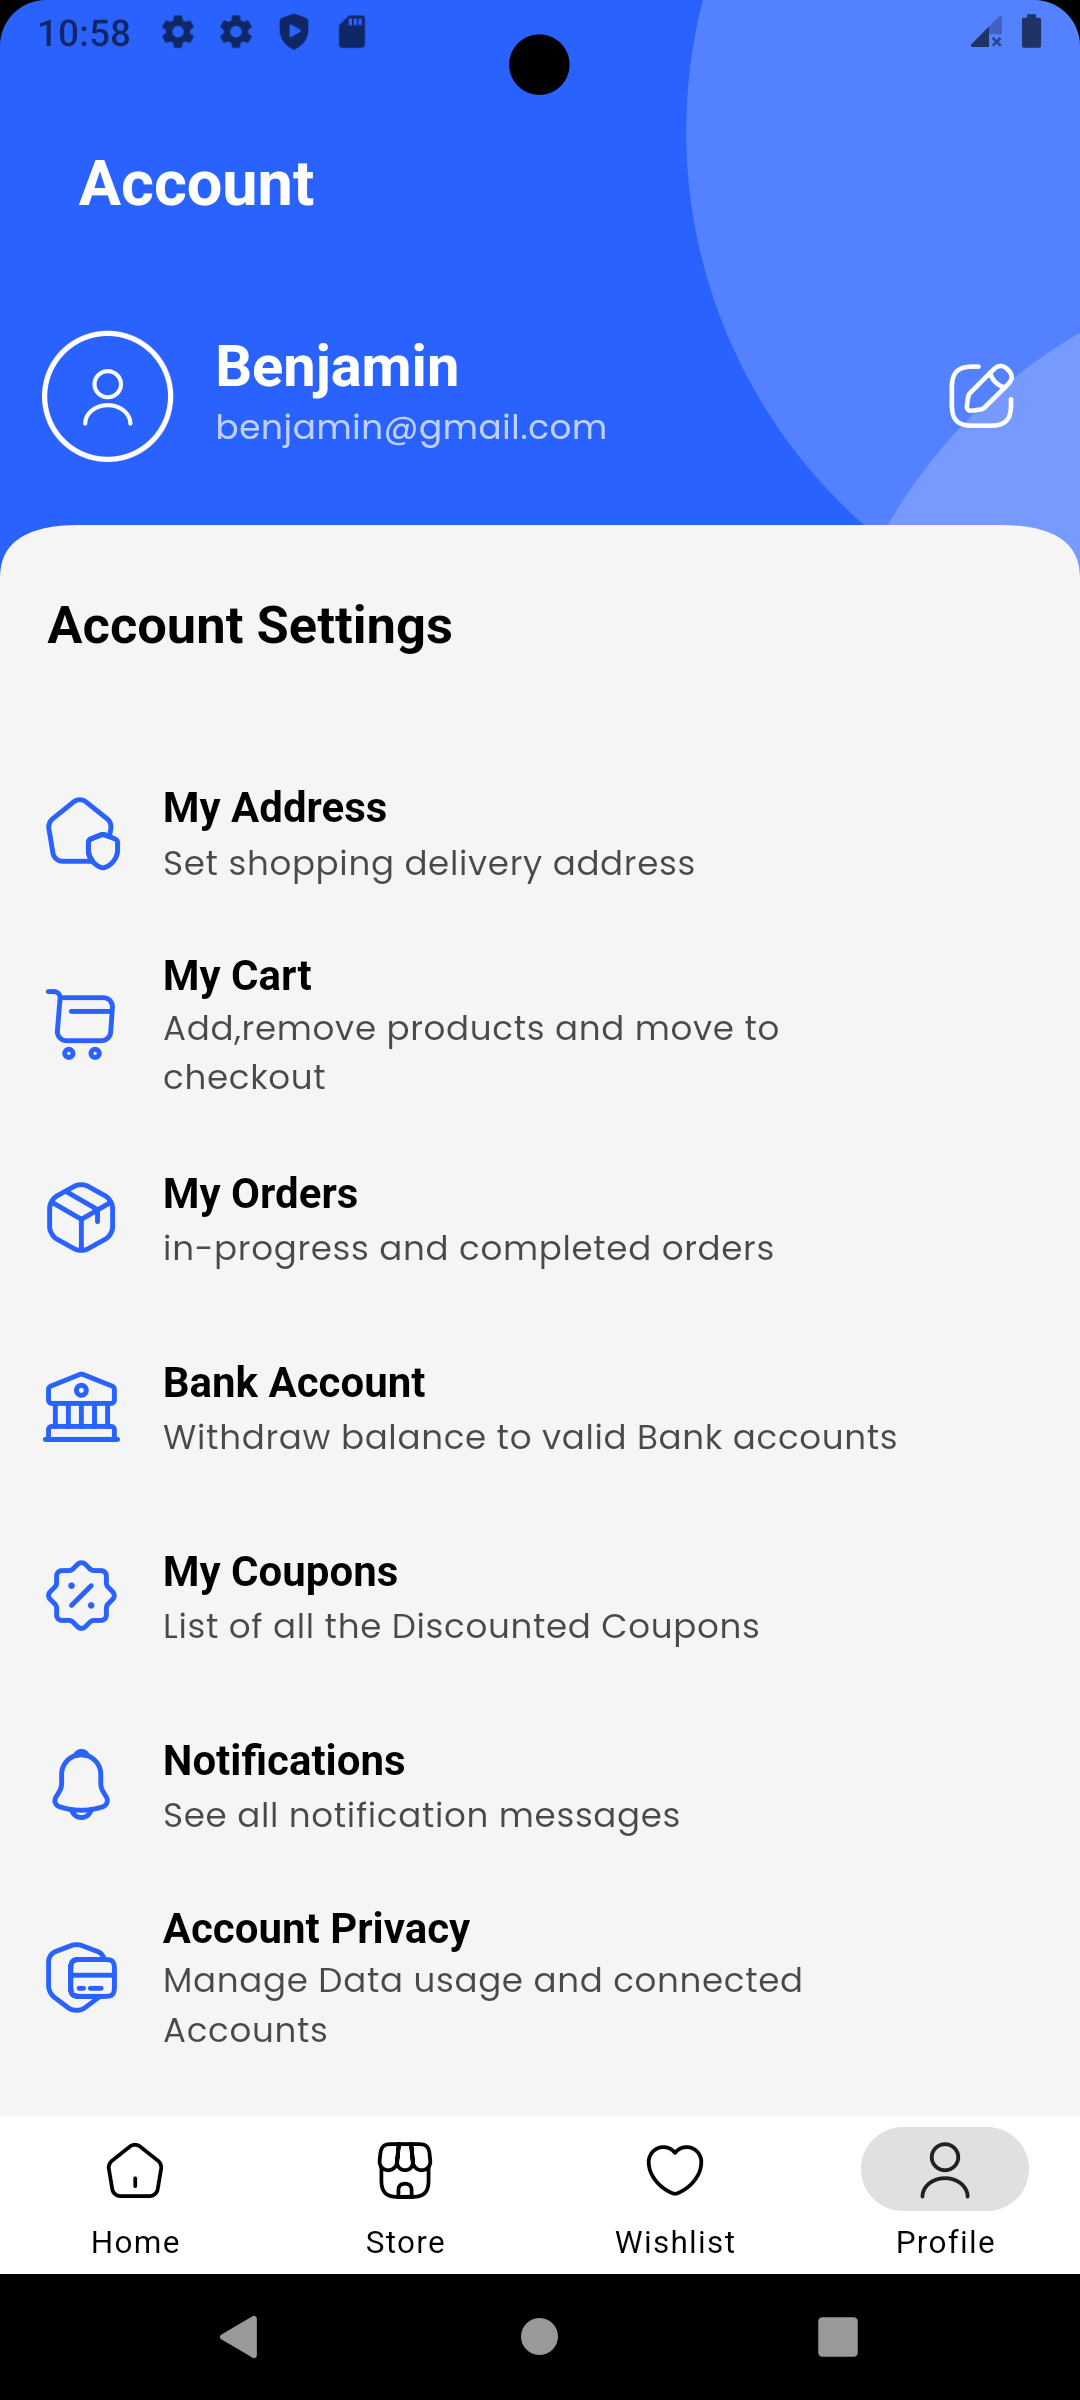 10:58
Account
Benjamin
benjamin@gmail.com
Account Settings
My Address
Set shopping delivery address
My Cart
Add,remove products and move to
checkout
My Orders
in-progress and completed orders
Bank Account
Withdraw balance to valid Bank accounts
My Coupons
List of all the Discounted Coupons
Notifications
See all notification messages
Account Privacy
Manage Data usage and connected
Accounts
Home
Store
Wishlist
Profile